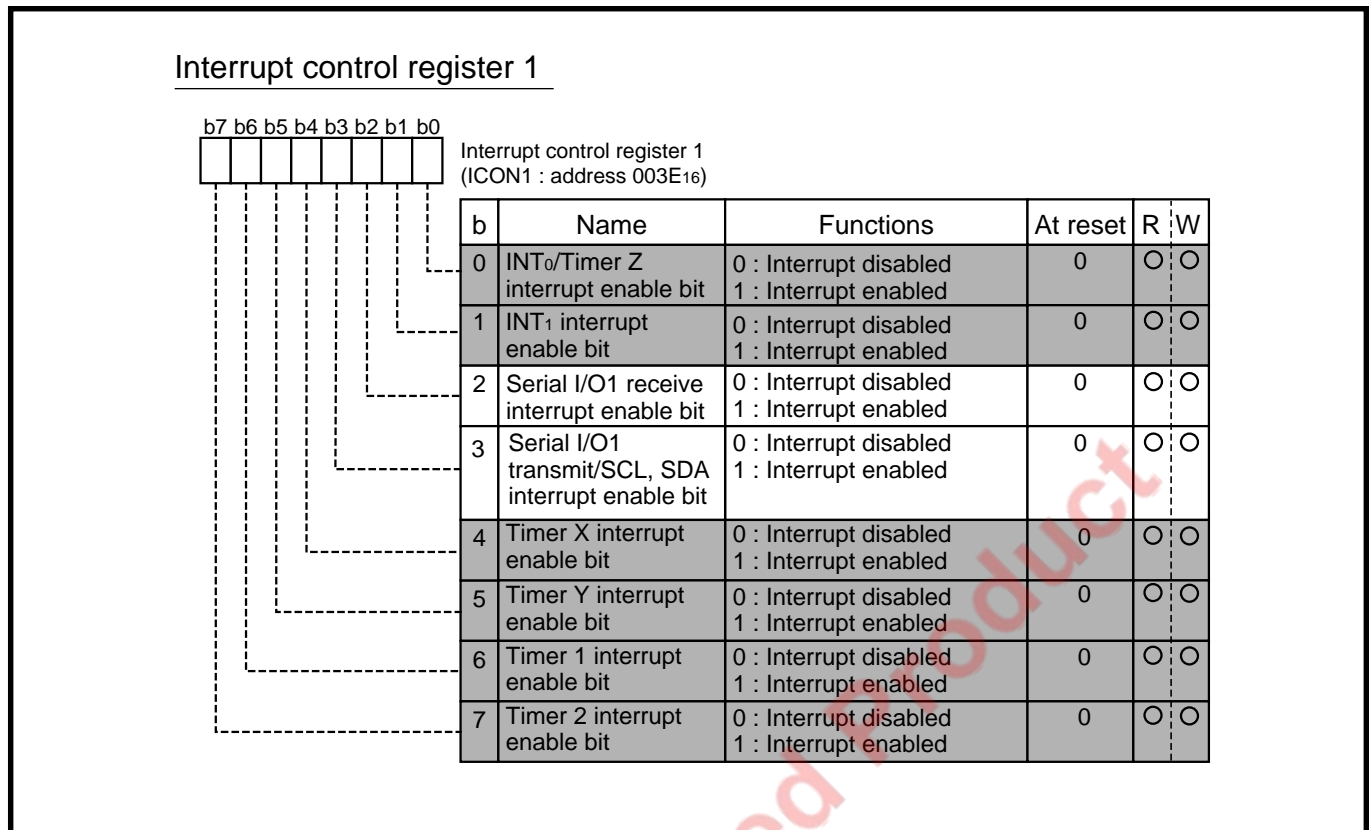 Interrupt control register 1
b7 b6 b5 b4 b3 b2 b1 b0
Interrupt control register 1
(ICON1 : address 003E16)
b Name Functions At reset R W
0 INT0/Timer Z 0 : Interrupt disabled 0 O O
interrupt enable bit 1 : Interrupt enabled
1 INT1 interrupt 0 : Interrupt disabled 0 O O
enable bit 1 : Interrupt enabled
2 Serial I/O1 receive 0 : Interrupt disabled 0 O O
interrupt enable bit 1 : Interrupt enabled
3 Serial I/O1 0 : Interrupt disabled 0 O O
transmit/SCL, SDA 1 : Interrupt enabled
interrupt enable bit
4 Timer X interrupt 0 : Interrupt disabled 0 O O
enable bit 1 : Interrupt enabled
5 Timer Y interrupt 0 : Interrupt disabled 0 O O
enable bit 1 : Interrupt enabled
6 Timer 1 interrupt 0 : Interrupt disabled 0 O O
enable bit 1 : Interrupt enabled
7 Timer 2 interrupt 0 : Interrupt disabled 0 O O
enable bit 1 : Interrupt enabled
Product